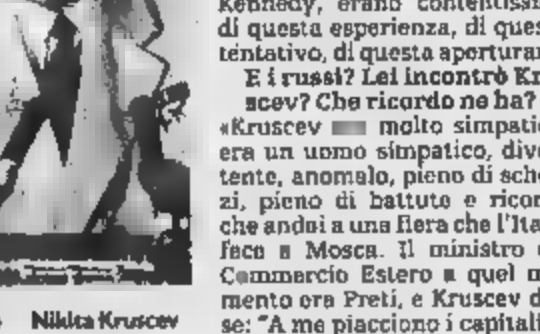 Kennedy, erano contentissim
di questa esperienza, di ques
tentativo, di questa apertura
E i russi? Lei incontrò Kr
scev? Che ricordo ne ha?
«Kruscev molto simpatic
era un uomo simpatico, dive
tente, anomalo, pieno di sche
zi, pieno di battute e ricor
che andai a una fiera che l'Ita
fece a Mosca. Il ministro
Commercio Estero a quel m
mento era Preti, e Kruscev d
se: "A me piacciono i capitali
Nikita Kruscev